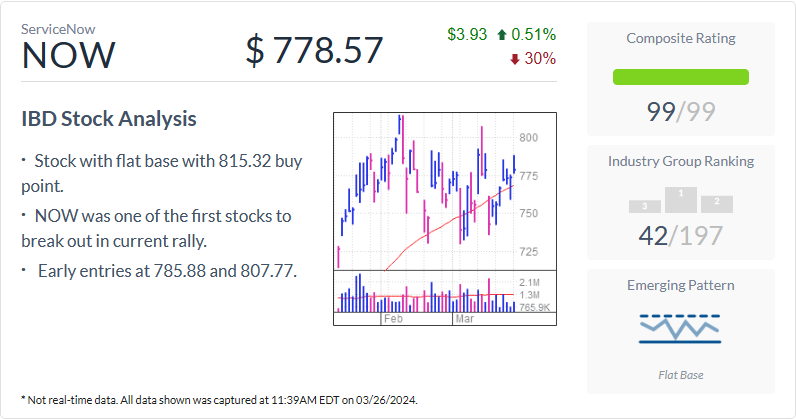 ServiceNow
NOW
$ 778.57
$3.93 0.51%
30%
IBD Stock Analysis
· Stock with flat base with 815.32 buy
point.
· NOW was one of the first stocks to
break out in current rally.
· Early entries at 785.88 and 807.77.
800
775
750
725
2.1M
1.3M
765.9K
Feb
Mar
Composite Rating
99/99
Industry Group Ranking
3
1
2
42/197
Emerging Pattern
Flat Base
* Not real-time data. All data shown was captured at 11:39AM EDT on 03/26/2024.